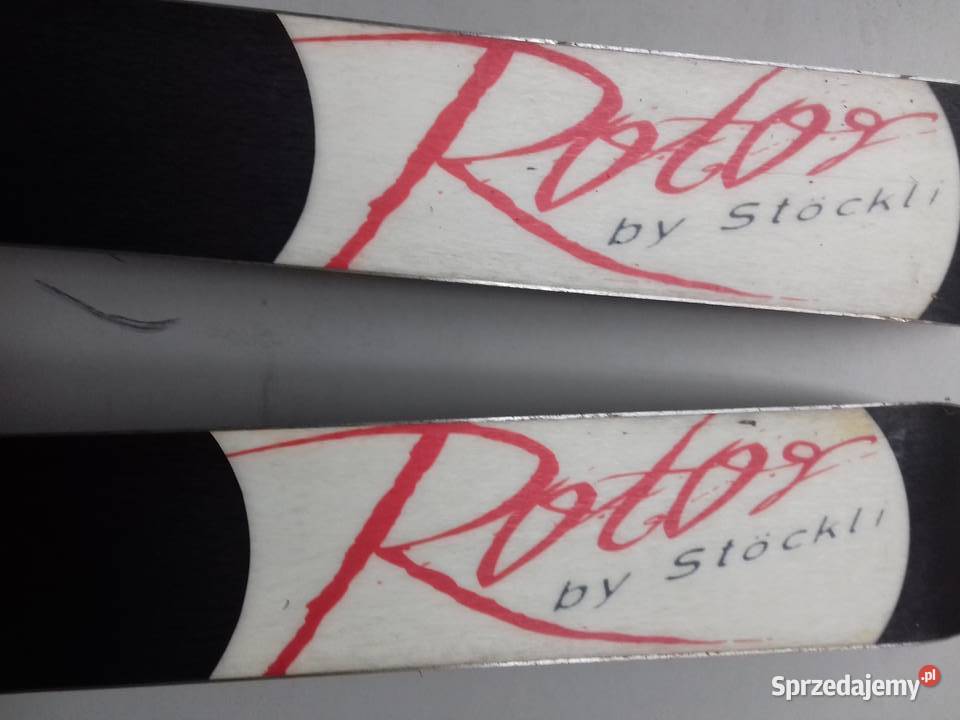 Rotor
by Stöckli
Rotor
by Stöckli
Sprzedajemy.pl